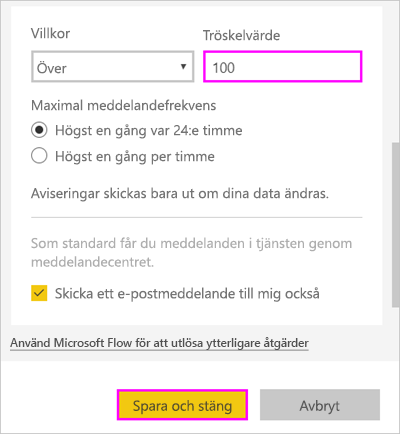 Villkor
Tröskelvärde
Över
100
Maximal meddelandefrekvens
Högst en gång var 24:e timme
Högst en gång per timme
Aviseringar skickas bara ut om dina data ändras.
Som standard får du meddelanden i tjänsten genom
meddelandecentret.
Skicka ett e-postmeddelande till mig också
Använd Microsoft Flow för att utlösa ytterligare åtgärder
Spara och stäng
Avbryt